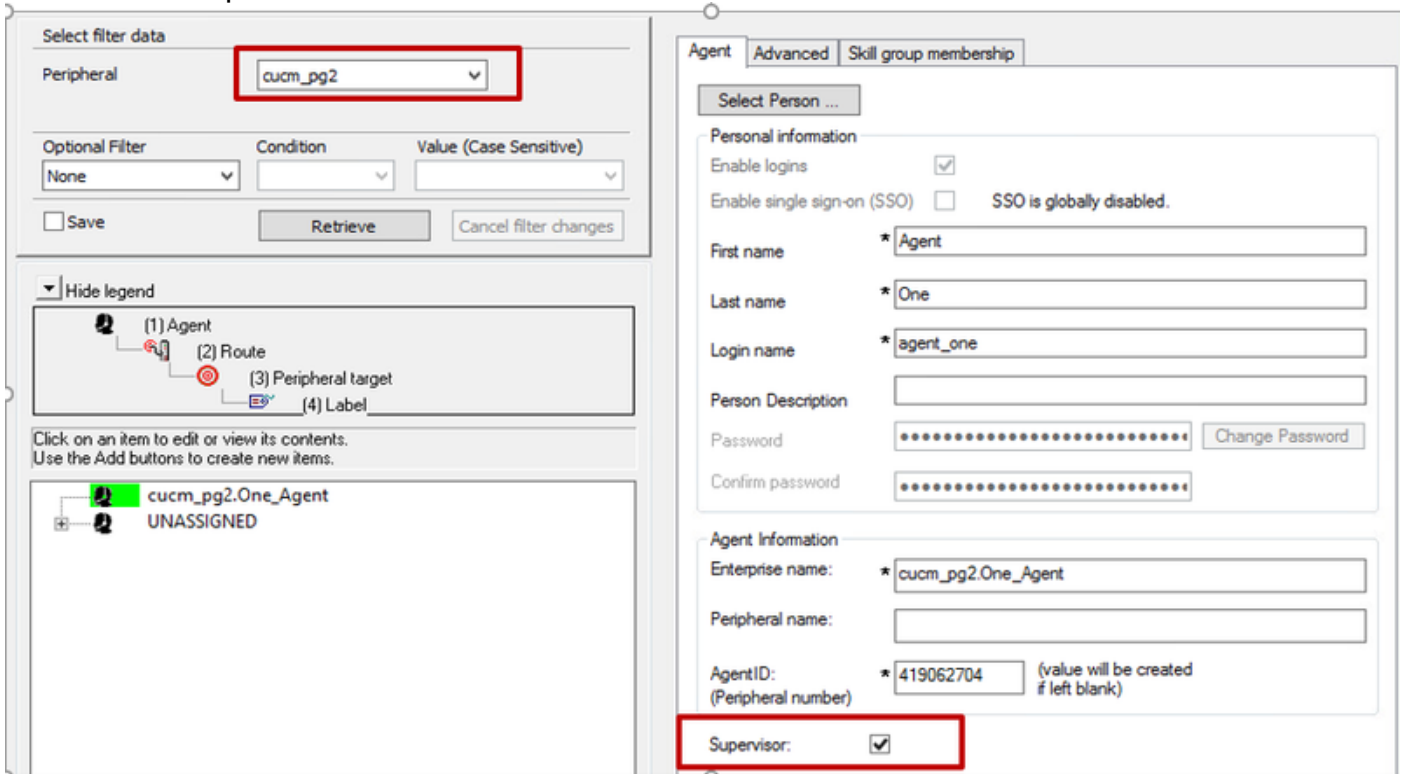 Select filter data
Peripheral
cucm_pg2
Optional Filter
Condition
Value (Case Sensitive)
None
Save
Retrieve
Cancel filter changes
Hide legend
(1) Agent
(2) Route
(3) Peripheral target
(4) Label
Click on an item to edit or view its contents.
Use the Add buttons to create new items.
cucm_pg2.One_Agent
UNASSIGNED
Agent
Advanced
Skill group membership
Select Person ...
Personal information
Enable logins
Enable single sign-on (SSO)
SSO is globally disabled.
First name
* Agent
Last name
* One
Login name
* agent_one
Person Description
Password
Change Password
Confirm password
Agent Information
Enterprise name:
* cucm_pg2.One_Agent
Peripheral name:
AgentID:
(Peripheral number)
* 419062704
(value will be created
if left blank)
Supervisor: